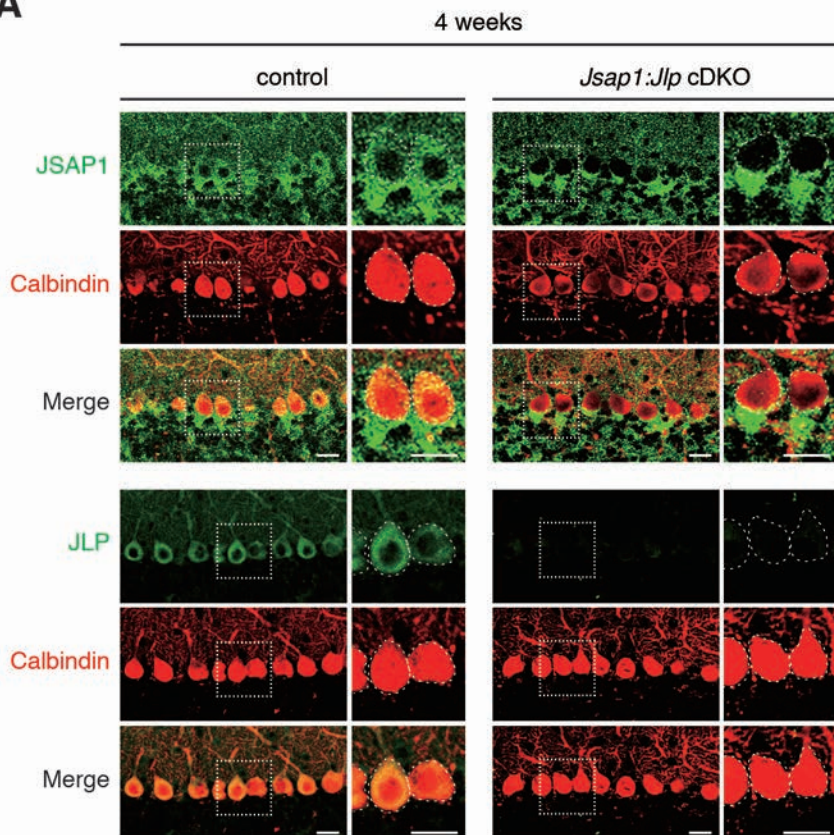 A
4 weeks
control
Jsap1:Jlp cDKO
JSAP1
Calbindin
Merge
JLP
Calbindin
Merge